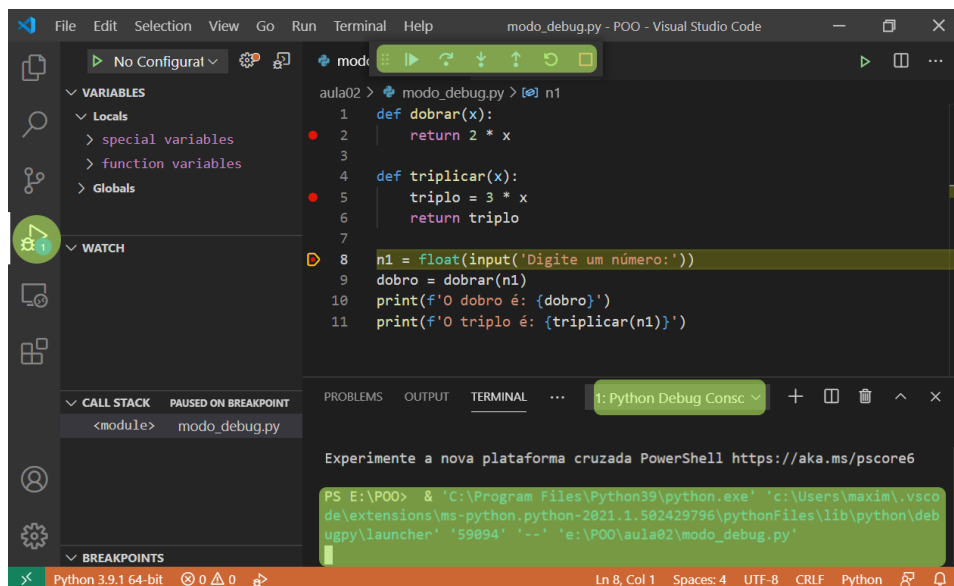 File Edit Selection View Go Run Terminal Help modo_debug.py - POO - Visual Studio Code
No Configurat
VARIABLES
Locals
special variables
function variables
Globals
WATCH
CALL STACK PAUSED ON BREAKPOINT
<module> modo_debug.py
BREAKPOINTS
1
aula02 > modo_debug.py > n1
1 def dobrar(x):
2 return 2 * x
3
4 def triplicar(x):
5 triplo = 3 * x
6 return triplo
7
8 n1 = float(input('Digite um número:'))
9 dobro = dobrar(n1)
10 print(f'O dobro é: {dobro}')
11 print(f'O triplo é: {triplicar(n1)}')
PROBLEMS OUTPUT TERMINAL ... 1: Python Debug Consc
Experimente a nova plataforma cruzada PowerShell https://aka.ms/pscore6
PS E:\POO> & 'C:\Program Files\Python39\python.exe' 'c:\Users\maxim\.vsco
de\extensions\ms-python.python-2021.1.502429796\pythonFiles\lib\python\deb
ugpy\launcher' '59094' '--' 'e:\POO\aula02\modo_debug.py'
Python 3.9.1 64-bit 0 0 Ln 8, Col 1 Spaces: 4 UTF-8 CRLF Python